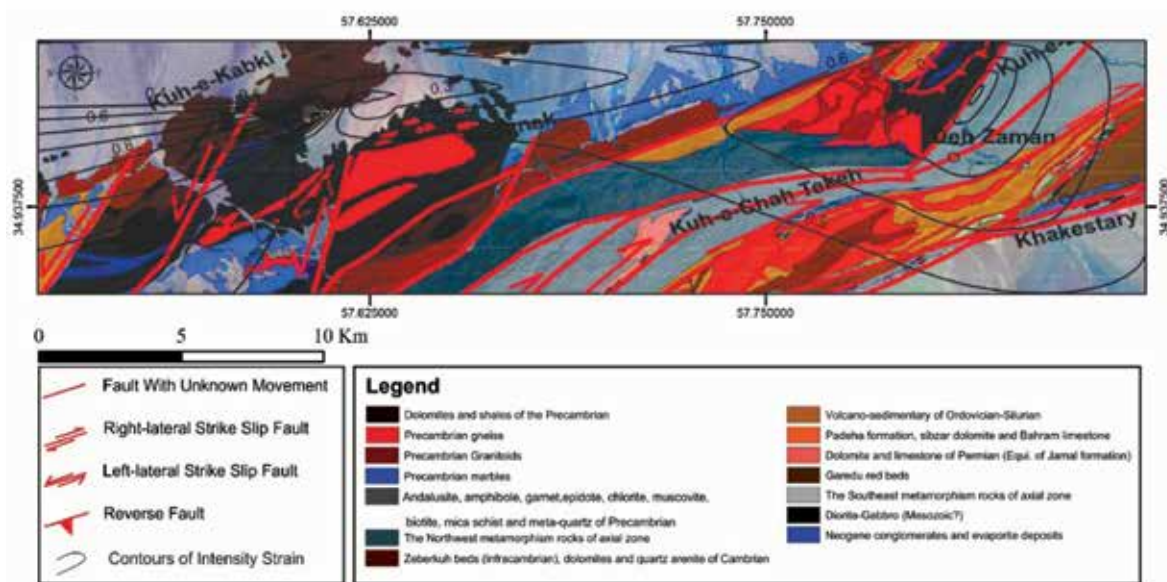 57.625000 57.750000
Kuh-e-Kabki
0.3
0.6
Kuh-e-
0.6
0.6
Deh Zaman
34.937500
34.937500
Kuh-e-Chah Tekeh
Khakestary
57.625000 57.750000
0 5 10 Km
Fault With Unknown Movement
Right-lateral Strike Slip Fault
Left-lateral Strike Slip Fault
Reverse Fault
Contours of Intensity Strain
Legend
Dolomites and shales of the Precambrian
Precambrian gneiss
Precambrian Granitoids
Precambrian marbles
Andalusite, amphibole, garnet,epidote, chlorite, muscovite,
biotite, mica schist and meta-quartz of Precambrian
The Northwest metamorphism rocks of axial zone
Zeberkuh beds (infracambrian), dolomites and quartz arenite of Cambrian
Volcano-sedimentary of Ordovician-Silurian
Padeha formation, sibzar dolomite and Bahram limestone
Dolomite and limestone of Permian (Equi. of Jamal formation)
Garedu red beds
The Southeast metamorphism rocks of axial zone
Diorite-Gabbro (Mesozoic?)
Neogene conglomerates and evaporite deposits